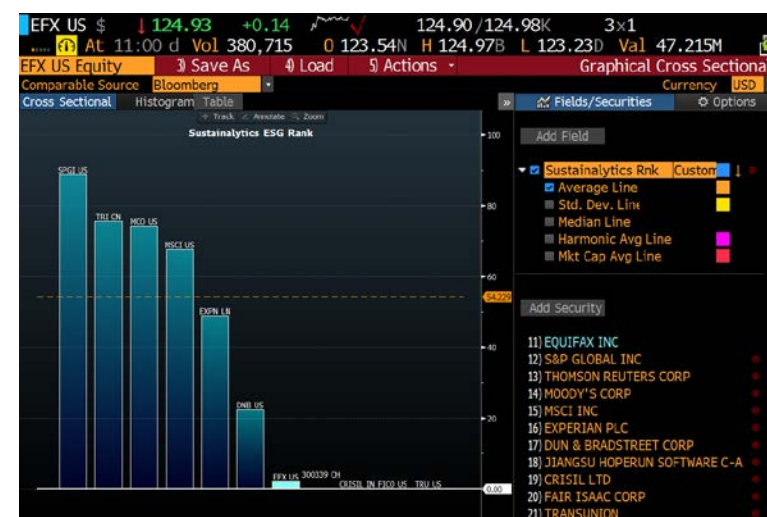 EFX US $ ↓ 124.93 +0.14 124.90/124.98K 3×1
At 11:00 d Vol 380,715 O 123.54N H 124.97B L 123.23D Val 47.215M
EFX US Equity 3) Save As 4) Load 5) Actions Graphical Cross Sectiona
Comparable Source Bloomberg Currency USD
Cross Sectional Histogram Table » Fields/Securities Options
+ Track Annotate Zoom
Sustainalytics ESG Rank
100
SPGI US
80
TRI CN
MCO US
MSCI US
60
54.229
EXPN LN
40
DNB US
20
EFX US 300339 CH
CRISIL IN FICO US TRU US
0.00
Add Field
Sustainalytics Rnk Custom ↓
Average Line
Std. Dev. Line
Median Line
Harmonic Avg Line
Mkt Cap Avg Line
Add Security
11) EQUIFAX INC
12) S&P GLOBAL INC
13) THOMSON REUTERS CORP
14) MOODY'S CORP
15) MSCI INC
16) EXPERIAN PLC
17) DUN & BRADSTREET CORP
18) JIANGSU HOPERUN SOFTWARE C-A
19) CRISIL LTD
20) FAIR ISAAC CORP
21) TRANSUNION